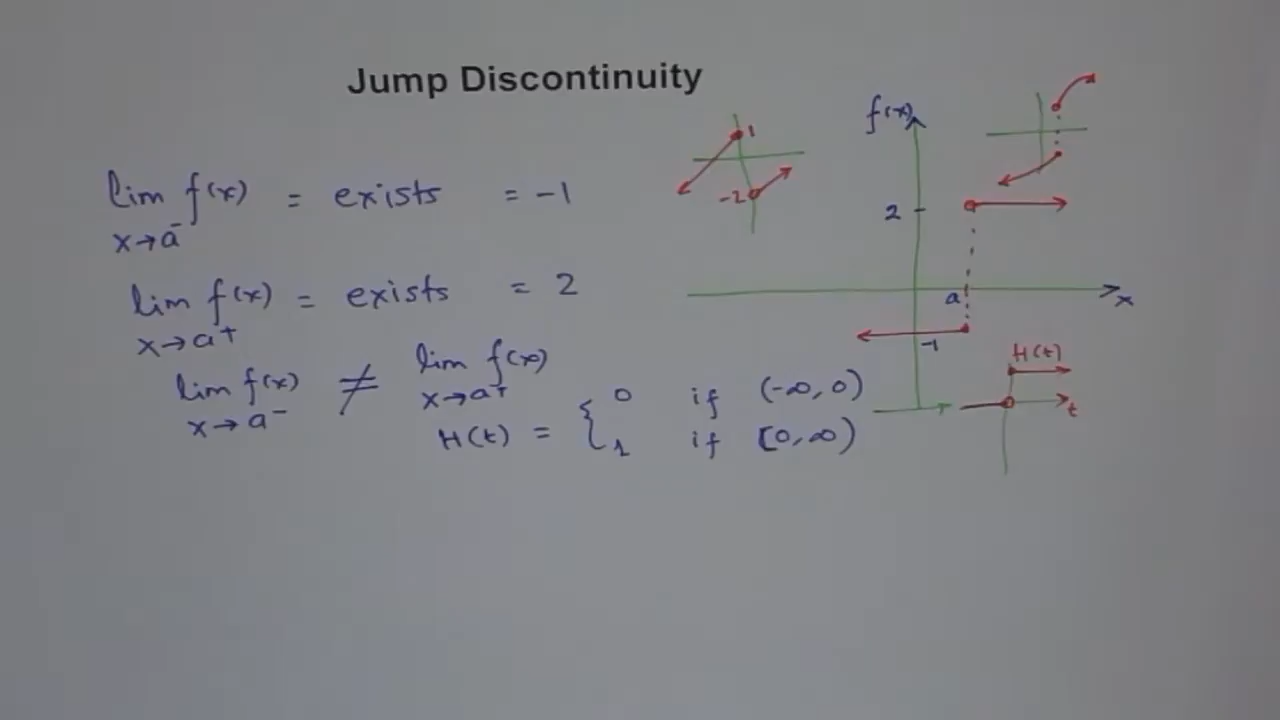 Jump Discontinuity
lim f(x) = exists = -1
x→a⁻
lim f(x) = exists = 2
x→a⁺
lim f(x) ≠ lim f(x)
x→a⁻ x→a⁺
H(t) = { 0 if (-∞, 0)
1 if [0, ∞)
1
-2
f(x)
2
a
x
-1
H(t)
t